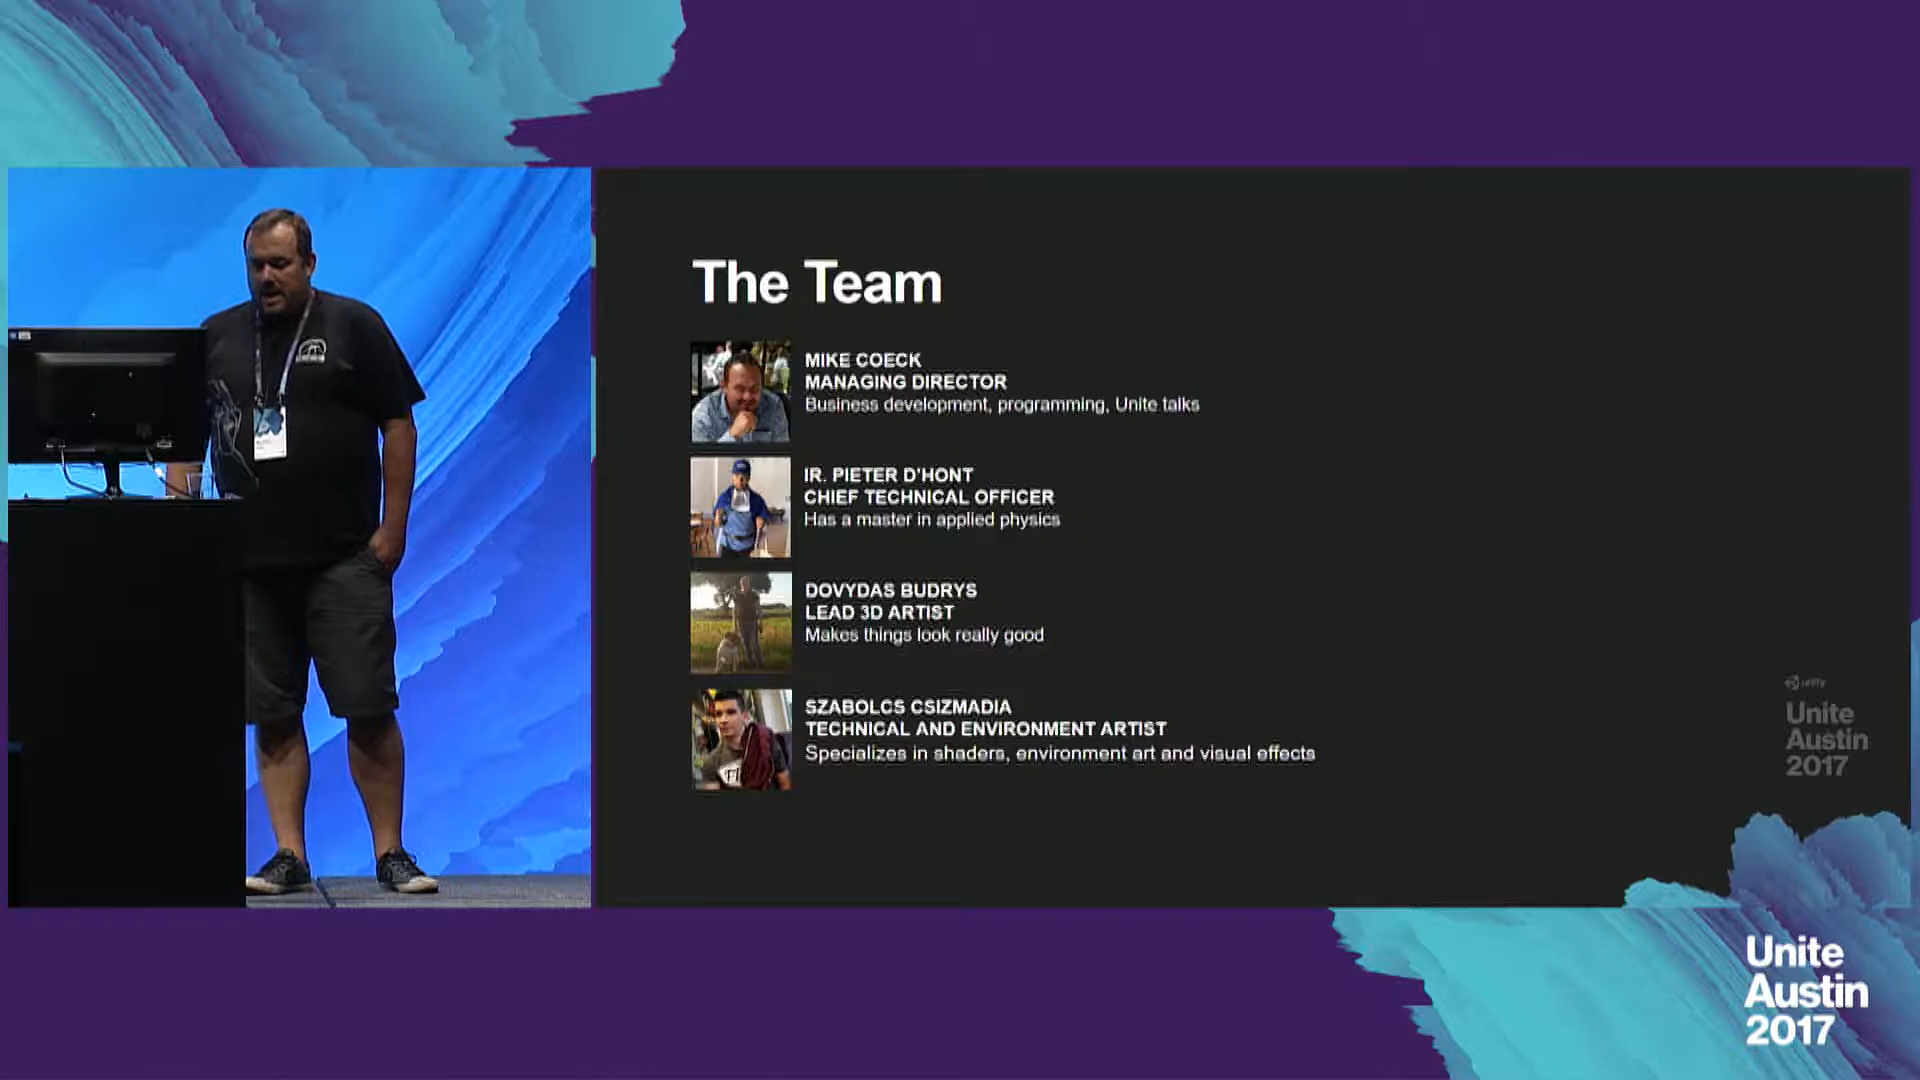 The Team
MIKE COECK
MANAGING DIRECTOR
Business development, programming, Unite talks
IR. PIETER D'HONT
CHIEF TECHNICAL OFFICER
Has a master in applied physics
DOVYDAS BUDRYS
LEAD 3D ARTIST
Makes things look really good
SZABOLCS CSIZMADIA
TECHNICAL AND ENVIRONMENT ARTIST
Specializes in shaders, environment art and visual effects
unity
Unite
Austin
2017
Unite
Austin
2017